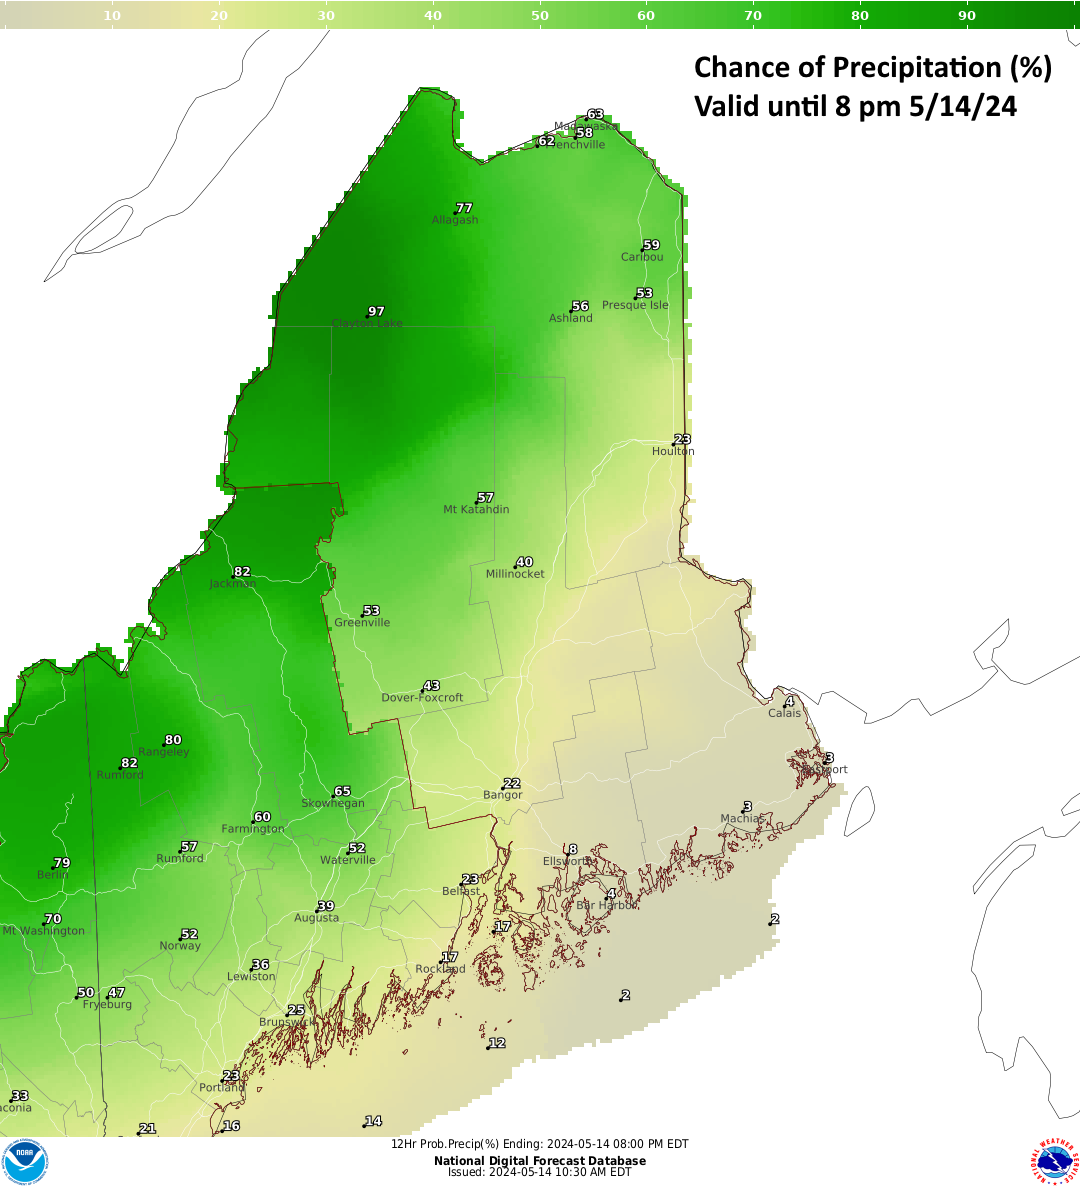 10 20 30 40 50 60 70 80 90
Chance of Precipitation (%)
Valid until 8 pm 5/14/24
63
Madawaska
58
62
Frenchville
77
Allagash
59
Caribou
53
Presque Isle
56
Ashland
97
Clayton Lake
23
Houlton
57
Mt Katahdin
40
Millinocket
82
Jackman
53
Greenville
43
Dover-Foxcroft
4
Calais
80
Rangeley
82
Rumford
3
Eastport
22
Bangor
65
Skowhegan
3
Machias
60
Farmington
57
Rumford
52
Waterville
8
Ellsworth
79
Berlin
23
Belfast
4
Bar Harbor
39
Augusta
70
Mt Washington
2
17
52
Norway
17
Rockland
36
Lewiston
50
47
Fryeburg
2
25
Brunswick
12
23
Portland
33
aconia
14
16
21
12Hr Prob.Precip(%) Ending: 2024-05-14 08:00 PM EDT
National Digital Forecast Database
Issued: 2024-05-14 10:30 AM EDT
NOAA
NATIONAL WEATHER SERVICE